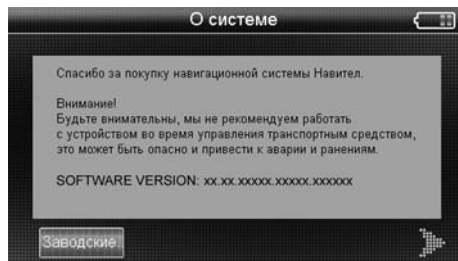 О системе
Спасибо за покупку навигационной системы Навител.
Внимание!
Будьте внимательны, мы не рекомендуем работать
с устройством во время управления транспортным средством,
это может быть опасно и привести к аварии и ранениям.
SOFTWARE VERSION: xx.xx.xxxxx.xxxxx.xxxxxx
Заводские